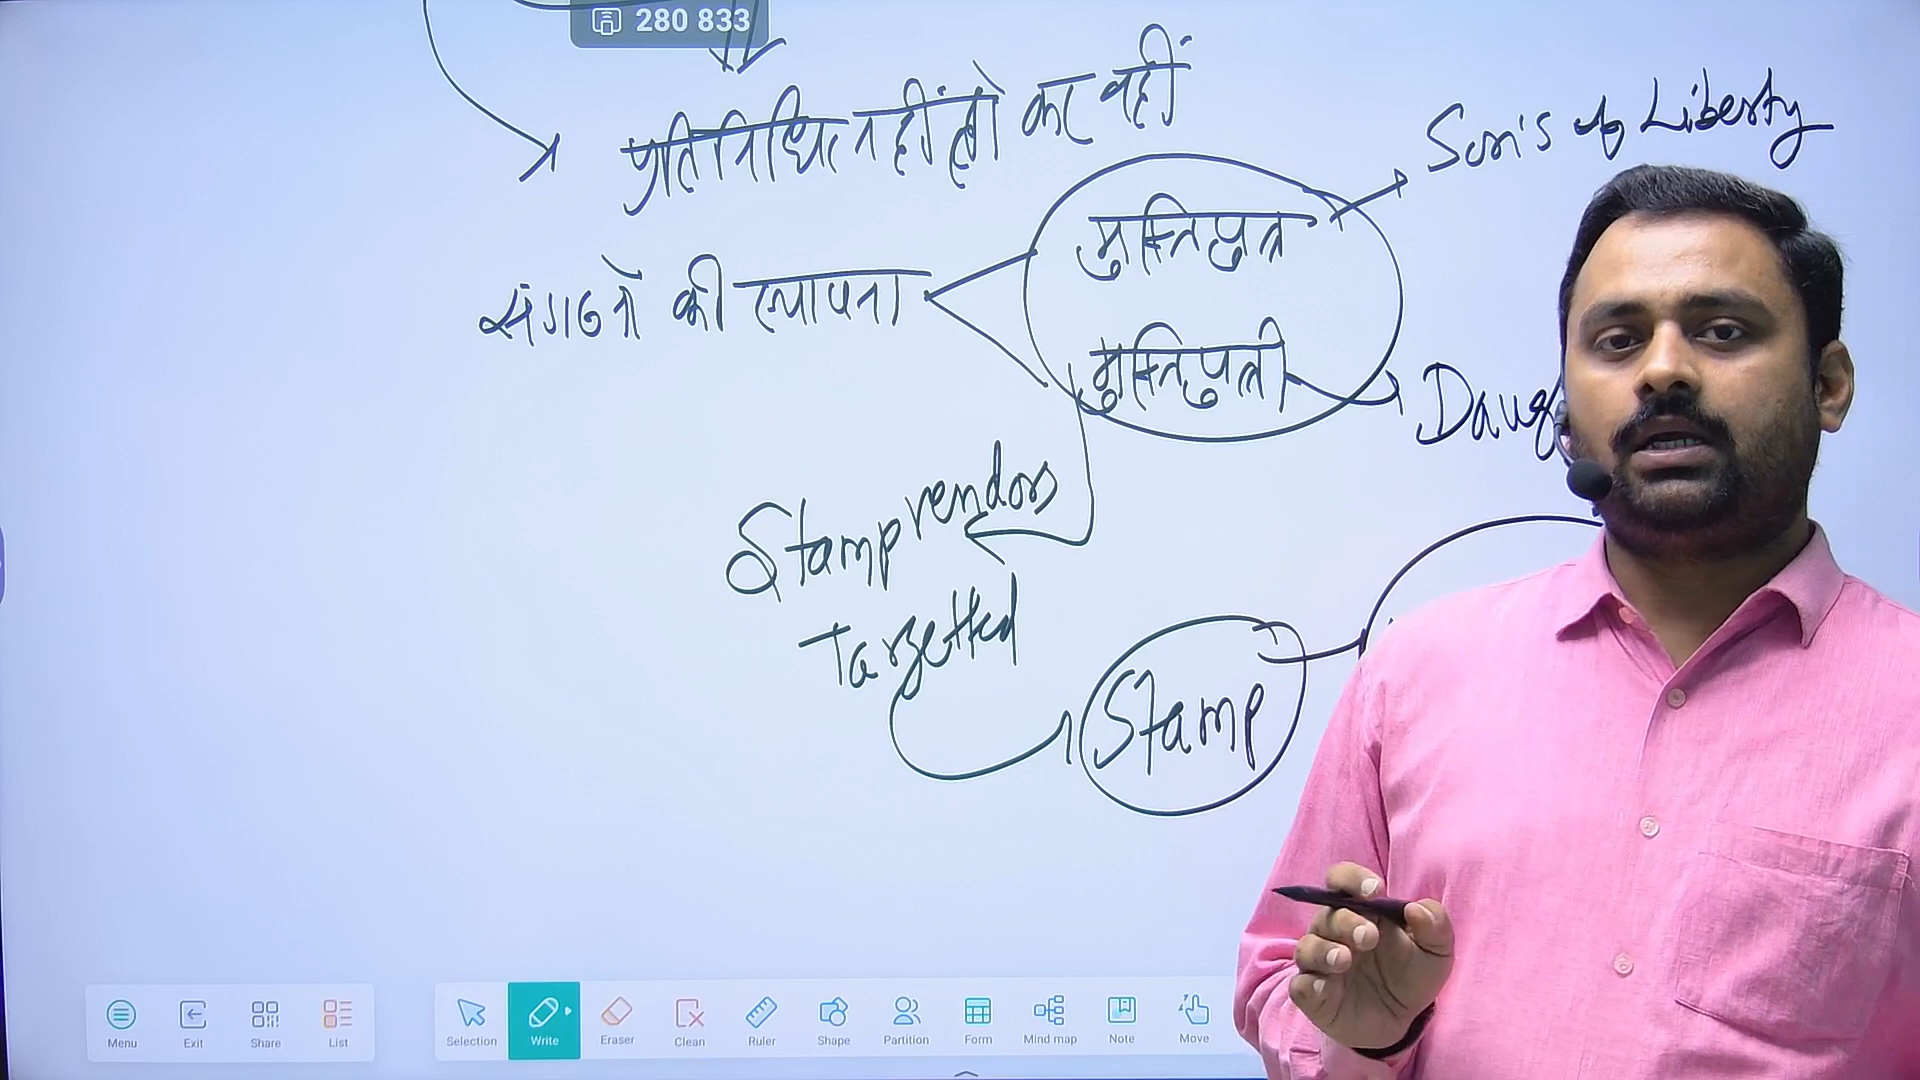 280 833
प्रतिनिधि नहीं तो कर नहीं
Son's of Liberty
मुक्तिपुत्र
संगठनों की स्थापना
मुक्तिपुत्री
Daug
Stamp vendors
Targetted
Stamp
Menu Exit Share List Selection Write Eraser Clean Ruler Shape Partition Form Mind map Note Move